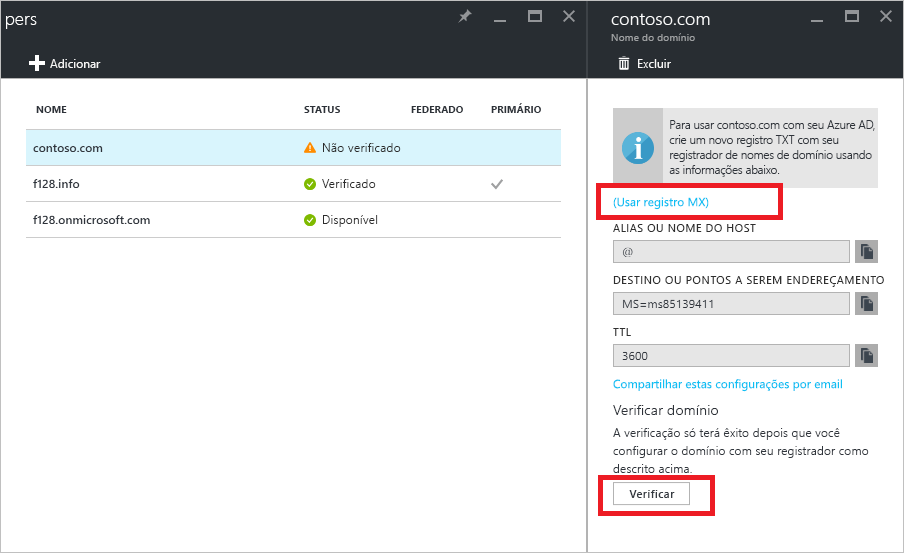 pers
Adicionar
NOME STATUS FEDERADO PRIMÁRIO
contoso.com Não verificado
f128.info Verificado
f128.onmicrosoft.com Disponível
contoso.com
Nome do domínio
Excluir
Para usar contoso.com com seu Azure AD,
crie um novo registro TXT com seu
registrador de nomes de domínio usando
as informações abaixo.
(Usar registro MX)
ALIAS OU NOME DO HOST
@
DESTINO OU PONTOS A SEREM ENDEREÇAMENTO
MS=ms85139411
TTL
3600
Compartilhar estas configurações por email
Verificar domínio
A verificação só terá êxito depois que você
configurar o domínio com seu registrador como
descrito acima.
Verificar